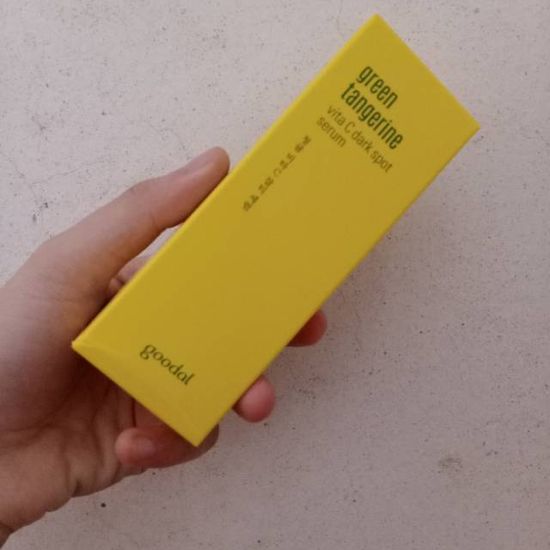 green
tangerine
vita C dark spot
serum
goodal